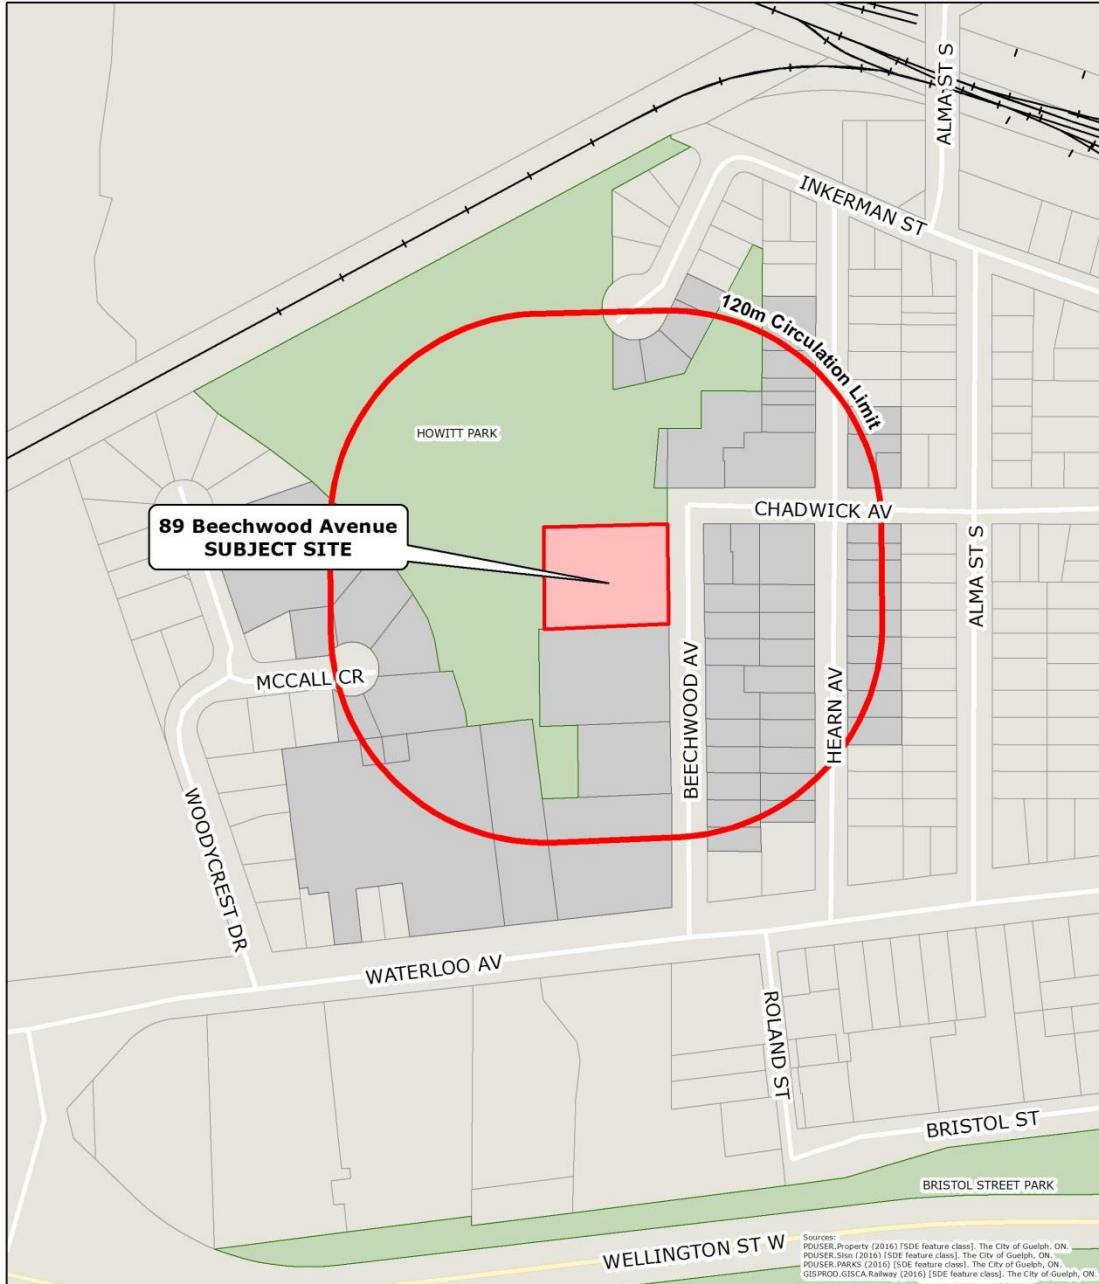 ALMA ST S
INKERMAN ST
120m Circulation Limit
HOWITT PARK
89 Beechwood Avenue
SUBJECT SITE
CHADWICK AV
ALMA ST S
MCCALL CR
BEECHWOOD AV
HEARN AV
WOODYCREST DR
WATERLOO AV
ROLAND ST
BRISTOL ST
BRISTOL STREET PARK
WELLINGTON ST W
Sources:
PDUSER.Property (2016) [SDE feature class]. The City of Guelph, ON.
PDUSER.Slsn (2016) [SDE feature class]. The City of Guelph, ON.
PDUSER.PARKS (2016) [SDE feature class]. The City of Guelph, ON.
GISPROD.GISCA.Railway (2016) [SDE feature class]. The City of Guelph, ON.